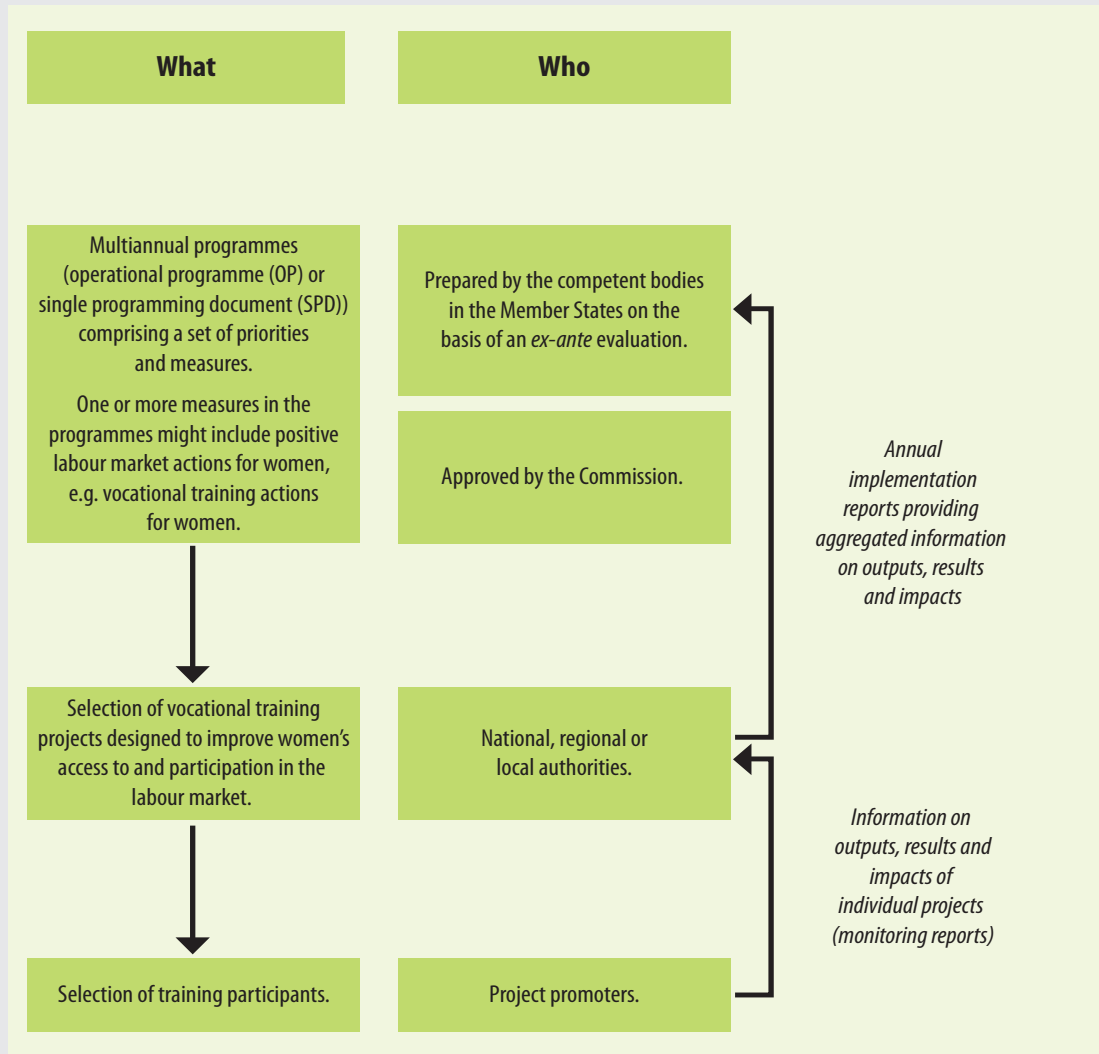 What
Who
Multiannual programmes
(operational programme (OP) or
single programming document (SPD))
comprising a set of priorities
and measures.
One or more measures in the
programmes might include positive
labour market actions for women,
e.g. vocational training actions
for women.
Prepared by the competent bodies
in the Member States on the
basis of an ex-ante evaluation.
Approved by the Commission.
Annual
implementation
reports providing
aggregated information
on outputs, results
and impacts
Selection of vocational training
projects designed to improve women's
access to and participation in the
labour market.
National, regional or
local authorities.
Information on
outputs, results and
impacts of
individual projects
(monitoring reports)
Selection of training participants.
Project promoters.